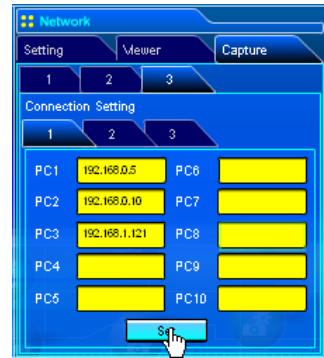 Network
Setting Viewer Capture
1 2 3
Connection Setting
1 2 3
PC1 192.168.0.5 PC6
PC2 192.168.0.10 PC7
PC3 192.168.1.121 PC8
PC4 PC9
PC5 PC10
Set